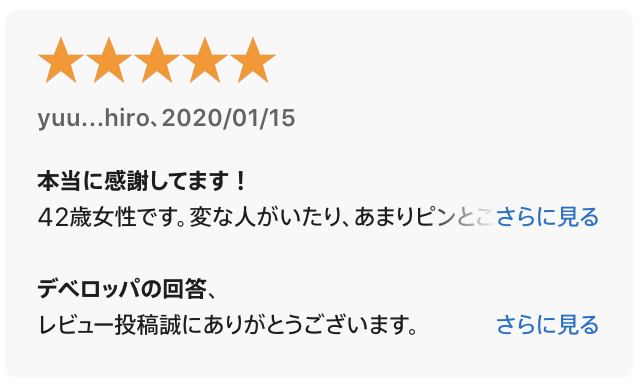 yuu...hiro、2020/01/15
本当に感謝してます！
42歳女性です。変な人がいたり、あまりピンとこ さらに見る
デベロッパの回答、
レビュー投稿誠にありがとうございます。 さらに見る